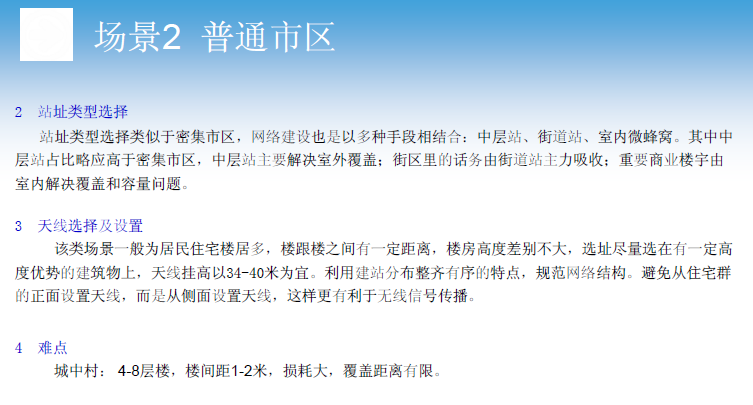 场景2 普通市区
2 站址类型选择
站址类型选择类似于密集市区，网络建设也是以多种手段相结合：中层站、街道站、室内微蜂窝。其中中
层站占比略应高于密集市区，中层站主要解决室外覆盖；街区里的话务由街道站主力吸收；重要商业楼宇由
室内解决覆盖和容量问题。
3 天线选择及设置
该类场景一般为居民住宅楼居多，楼跟楼之间有一定距离，楼房高度差别不大，选址尽量选在有一定高
度优势的建筑物上，天线挂高以34-40米为宜。利用建站分布整齐有序的特点，规范网络结构。避免从住宅群
的正面设置天线，而是从侧面设置天线，这样更有利于无线信号传播。
4 难点
城中村： 4-8层楼，楼间距1-2米，损耗大，覆盖距离有限。